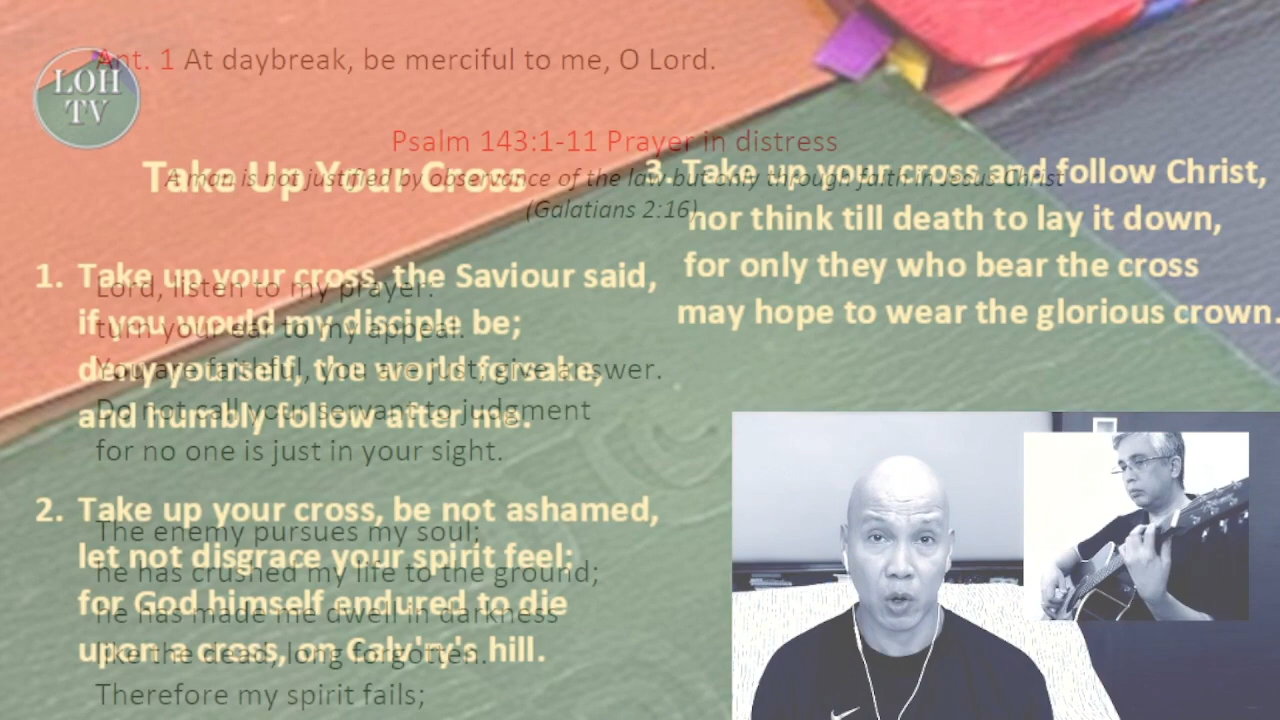 LOH
TV
Ant. 1 At daybreak, be merciful to me, O Lord.
Psalm 143:1-11 Prayer in distress
A man is not justified by observance of the law but only through faith in Jesus Christ
(Galatians 2:16)
Lord, listen to my prayer:
turn your ear to my appeal.
You are faithful, you are just; give answer.
Do not call your servant to judgment
for no one is just in your sight.
The enemy pursues my soul;
he has crushed my life to the ground;
he has made me dwell in darkness
like the dead, long forgotten.
Therefore my spirit fails;
Take Up Your Cross
1. Take up your cross, the Saviour said,
if you would my disciple be;
deny yourself, the world forsake,
and humbly follow after me.
2. Take up your cross, be not ashamed,
let not disgrace your spirit feel;
for God himself endured to die
upon a cross, on Calv'ry's hill.
3. Take up your cross and follow Christ,
nor think till death to lay it down,
for only they who bear the cross
may hope to wear the glorious crown.